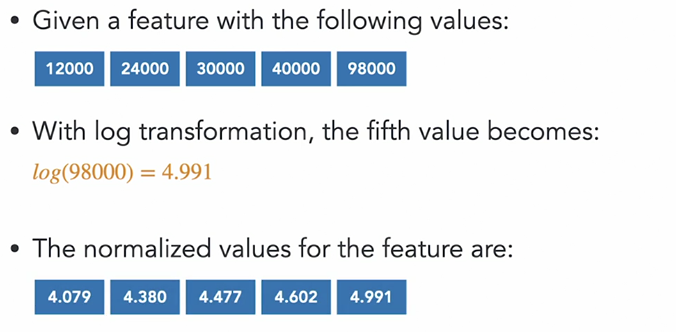 • Given a feature with the following values:
12000 24000 30000 40000 98000
• With log transformation, the fifth value becomes:
log(98000) = 4.991
• The normalized values for the feature are:
4.079 4.380 4.477 4.602 4.991